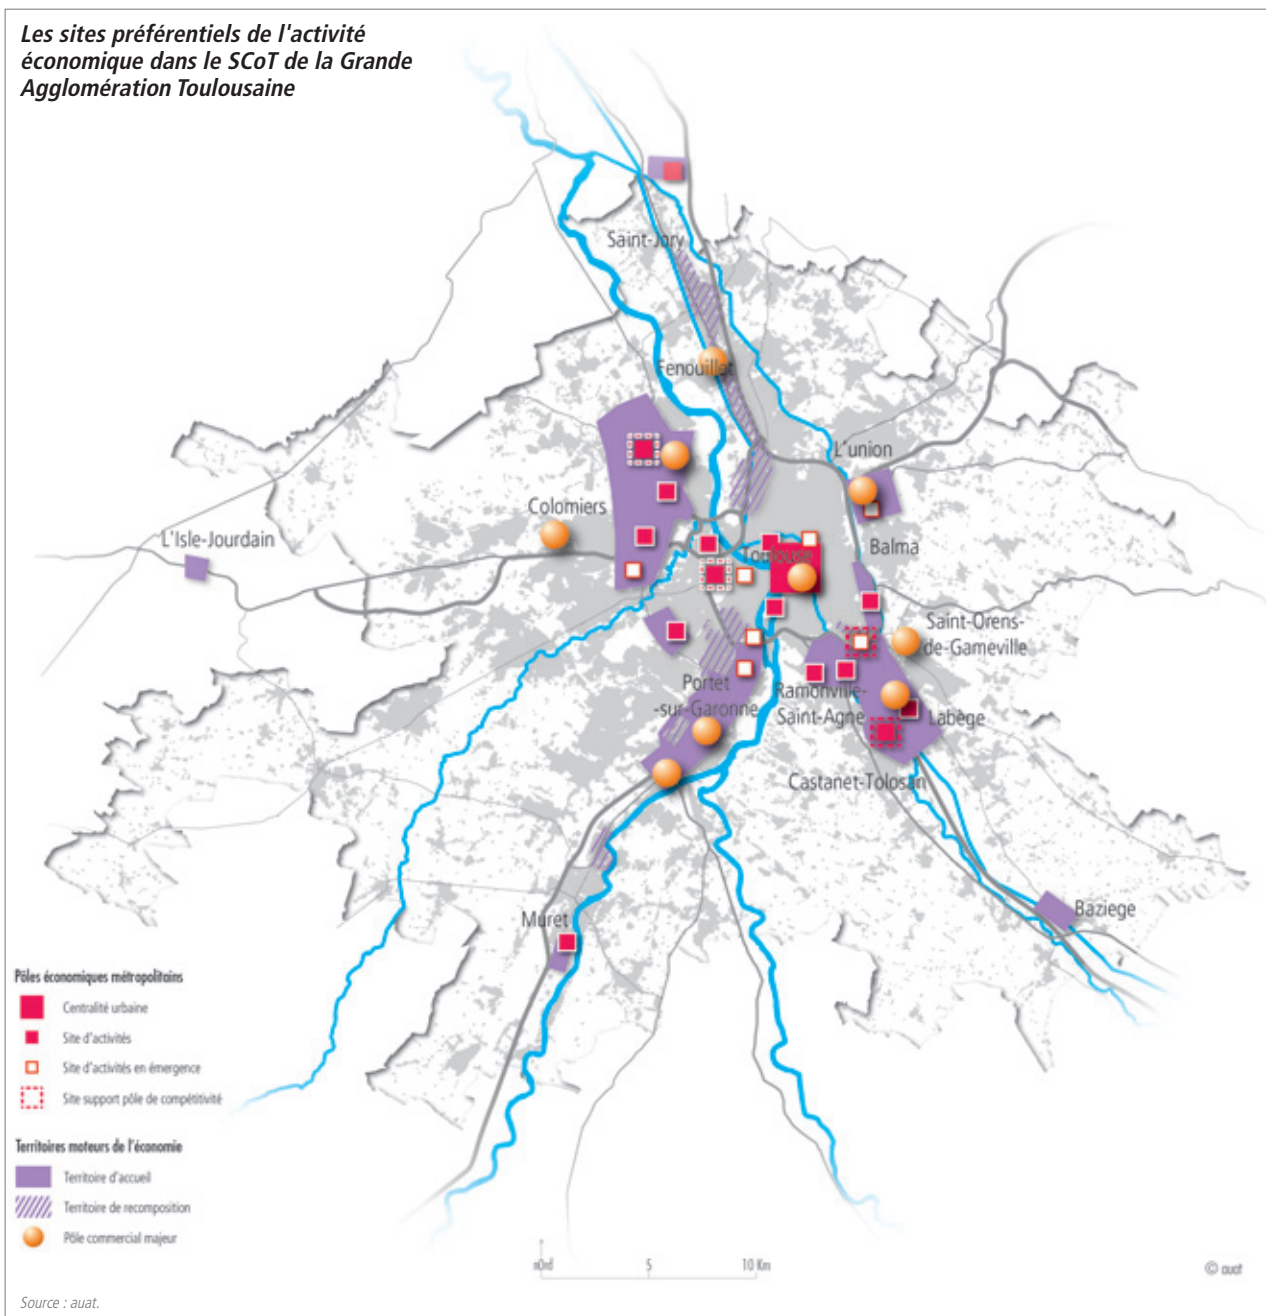 Les sites préférentiels de l'activité
économique dans le SCoT de la Grande
Agglomération Toulousaine
Saint-Jory
Fenouillet
L'union
Colomiers
L'Isle-Jourdain
Toulouse
Balma
Saint-Orens-
de-Gameville
Portet
-sur-Garonne
Ramonville-
Saint-Agne
Labège
Castanet-Tolosan
Baziege
Muret
Pôles économiques métropolitains
Centralité urbaine
Site d'activités
Site d'activités en émergence
Site support pôle de compétitivité
Territoires moteurs de l'économie
Territoire d'accueil
Territoire de recomposition
Pôle commercial majeur
n0rd 5 10 Km
© auat
Source : auat.